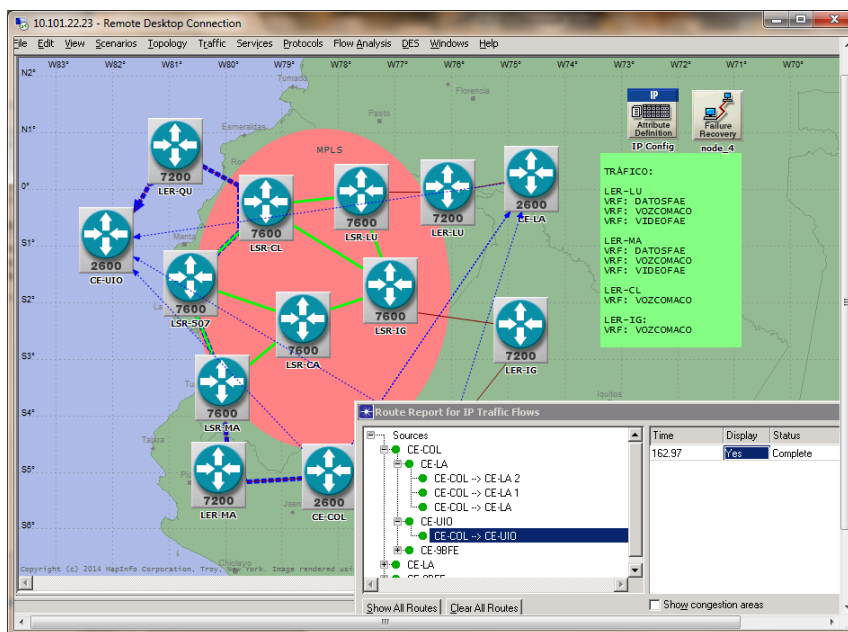 10.101.22.23 - Remote Desktop Connection
File Edit View Scenarios Topology Traffic Services Protocols Flow Analysis DES Windows Help
W83° W82° W81° W80° W79° W78° W77° W76° W75° W74° W73° W72° W71° W70°
N2°
Tumaco
Florencia
Pasto
IP
Attribute Definition
IP Config
Failure Recovery
node_4
N1°
Esmeraldas
MPLS
7200
LER-QU
0°
7600
LSR-CL
7600
LSR-LU
7200
LER-LU
2600
CE-LA
TRÁFICO:
LER-LU
VRF: DATOSFAE
VRF: VOZCOMACO
VRF: VIDEOFAE
LER-MA
VRF: DATOSFAE
VRF: VOZCOMACO
VRF: VIDEOFAE
LER-CL
VRF: VOZCOMACO
LER-IG:
VRF: VOZCOMACO
Manta
S1°
2600
CE-UIO
S2°
La
7600
LSR-507
7600
LSR-IG
7600
LSR-CA
7200
LER-IG
S3°
Tu
7600
LSR-MA
Iquitos
S4°
Talara
S5°
7200
LER-MA
Jaen
2600
CE-COL
S6°
Chiclayo
Copyright (c) 2014 MapInfo Corporation, Troy, New York. Image rendered usi
Route Report for IP Traffic Flows
Sources
CE-COL
CE-LA
CE-COL --> CE-LA 2
CE-COL --> CE-LA 1
CE-COL --> CE-LA
CE-UIO
CE-COL --> CE-UIO
CE-9BFE
CE-LA
CE-9BFE
Time Display Status
162.97 Yes Complete
Show All Routes Clear All Routes
Show congestion areas